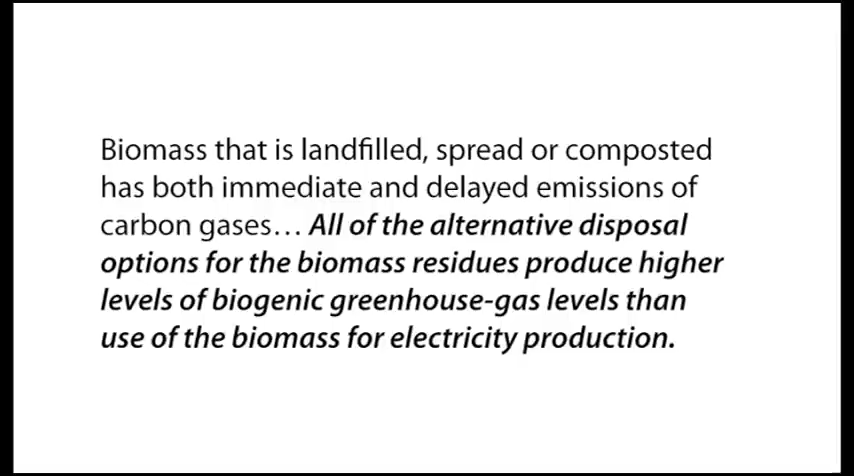 Biomass that is landfilled, spread or composted
has both immediate and delayed emissions of
carbon gases… All of the alternative disposal
options for the biomass residues produce higher
levels of biogenic greenhouse-gas levels than
use of the biomass for electricity production.